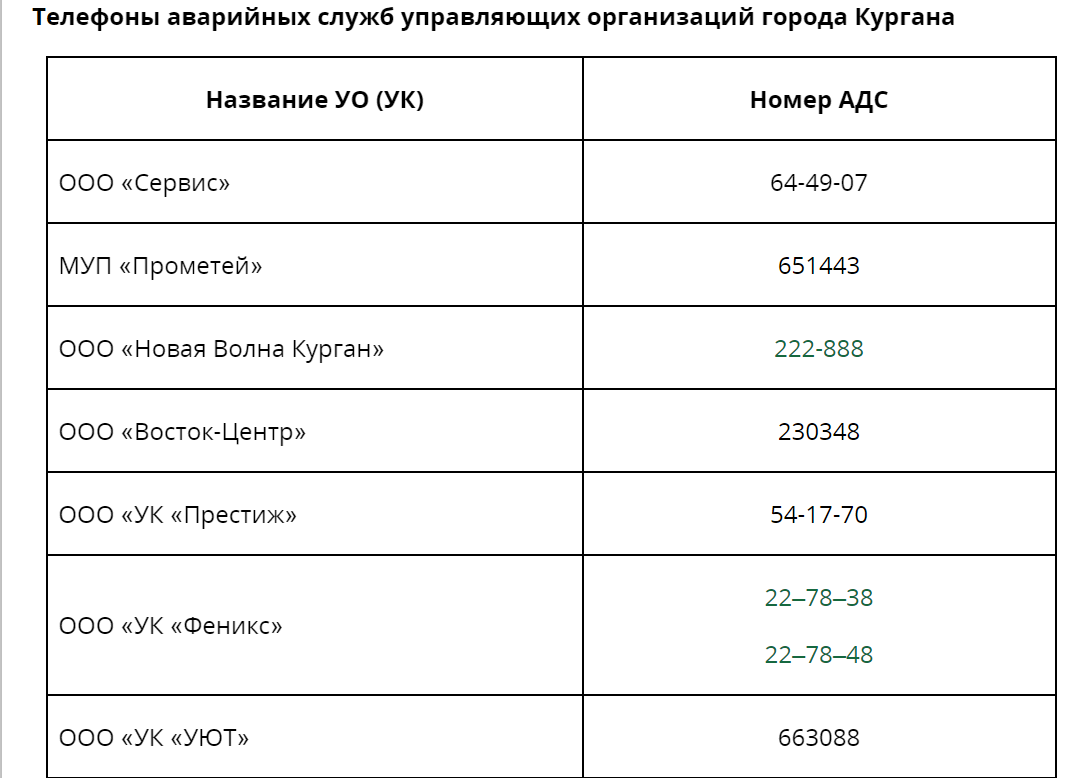 Телефоны аварийных служб управляющих организаций города Кургана
Название УО (УК) Номер АДС
ООО «Сервис» 64-49-07
МУП «Прометей» 651443
ООО «Новая Волна Курган» 222-888
ООО «Восток-Центр» 230348
ООО «УК «Престиж» 54-17-70
ООО «УК «Феникс» 22–78–38
22–78–48
ООО «УК «УЮТ» 663088